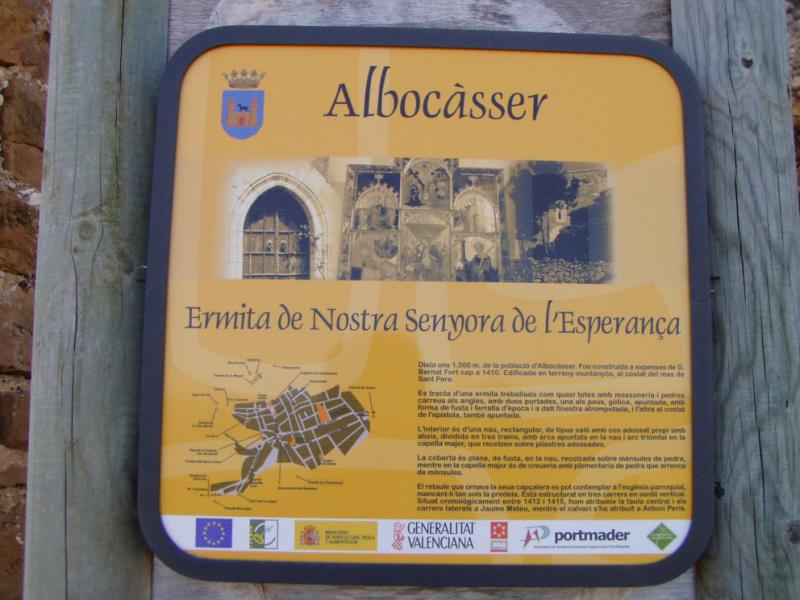 Albocàsser
Ermita de Nostra Senyora de l'Esperança
Dista uns 1.500 m. de la població d'Albocàsser. Fou construida a expenses de D.
Bernat Fort cap a 1410. Edificada en terreny muntanyós, al costat del mas de
Sant Pere.
Es tracta d'una ermita treballada com quasi totes amb massoneria i pedres
carreus als angles, amb dues portades, una als peus, gòtica, apuntada, amb
forma de fusta i ferralla d'època i a dalt finestra atrompetada, i l'altra al costat
de l'epístola, també apuntada.
L'interior és d'una nau, rectangular, de tipus saló amb cos adossat propi amb
absis, dividida en tres trams, amb arcs apuntats en la nau i arc triomfal en la
capella major, que recolzen sobre pilastres adossades.
La coberta és plana, de fusta, en la nau, recolzada sobre mènsules de pedra,
mentre en la capella major és de creueria amb plementeria de pedra que arrenca
de mènsules.
El retaule que ornava la seua capçalera es pot contemplar a l'església parroquial,
mancant-li tan sols la predela. Està estructurat en tres carrers en sentit vertical.
Situat cronològicament entre 1412 i 1415, hom atribueix la taula central i els
carrers laterals a Jaume Mateu, mentre el calvari s'ha atribuït a Antoni Peris.
MINISTERIO
DE AGRICULTURA, PESCA
Y ALIMENTACIÓN
GENERALITAT
VALENCIANA
portmader